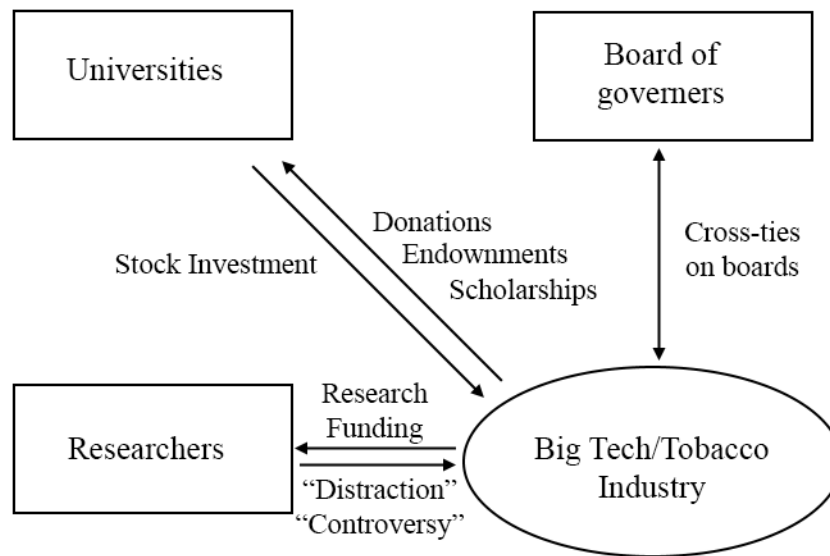 Universities
Board of
governers
Donations
Endownments
Scholarships
Stock Investment
Cross-ties
on boards
Researchers
Research
Funding
“Distraction”
“Controversy”
Big Tech/Tobacco
Industry